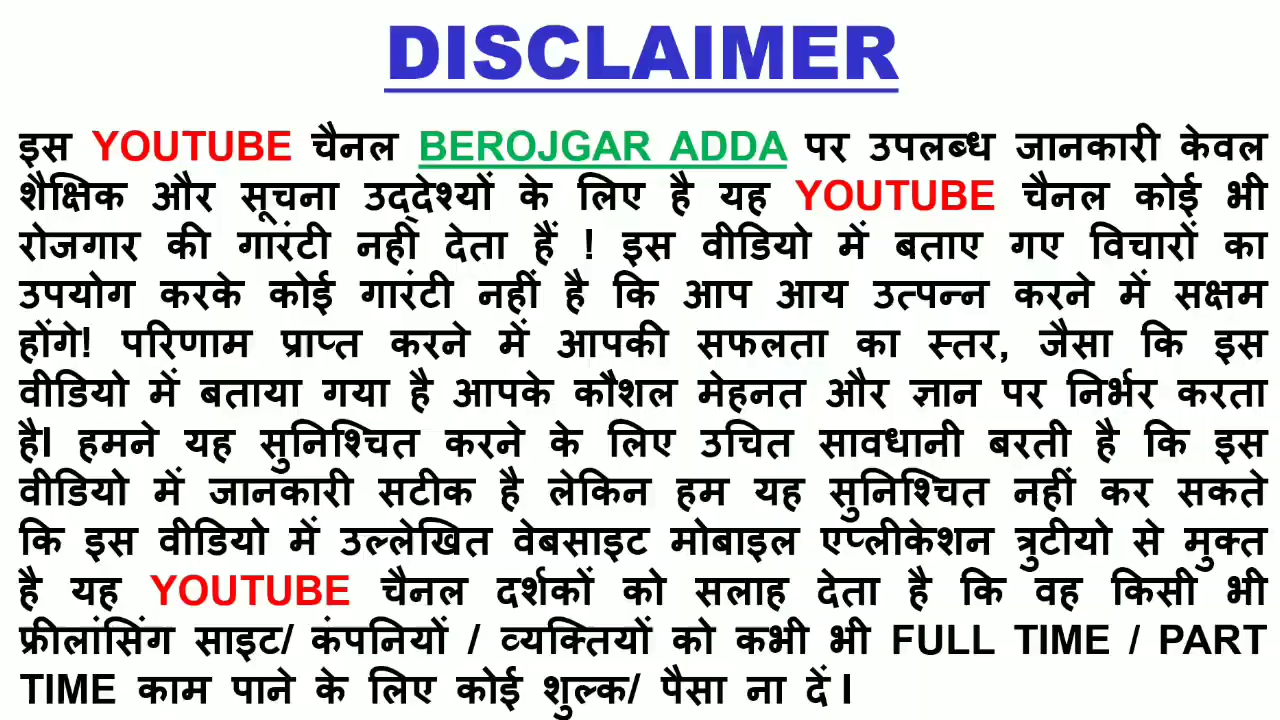 DISCLAIMER
इस YOUTUBE चैनल BEROJGAR ADDA पर उपलब्ध जानकारी केवल
शैक्षिक और सूचना उद्देश्यों के लिए है यह YOUTUBE चैनल कोई भी
रोजगार की गारंटी नहीं देता हैं ! इस वीडियो में बताए गए विचारों का
उपयोग करके कोई गारंटी नहीं है कि आप आय उत्पन्न करने में सक्षम
होंगे! परिणाम प्राप्त करने में आपकी सफलता का स्तर, जैसा कि इस
वीडियो में बताया गया है आपके कौशल मेहनत और ज्ञान पर निर्भर करता
है। हमने यह सुनिश्चित करने के लिए उचित सावधानी बरती है कि इस
वीडियो में जानकारी सटीक है लेकिन हम यह सुनिश्चित नहीं कर सकते
कि इस वीडियो में उल्लेखित वेबसाइट मोबाइल एप्लीकेशन त्रुटीयो से मुक्त
है यह YOUTUBE चैनल दर्शकों को सलाह देता है कि वह किसी भी
फ्रीलांसिंग साइट/ कंपनियों / व्यक्तियों को कभी भी FULL TIME / PART
TIME काम पाने के लिए कोई शुल्क/ पैसा ना दें ।